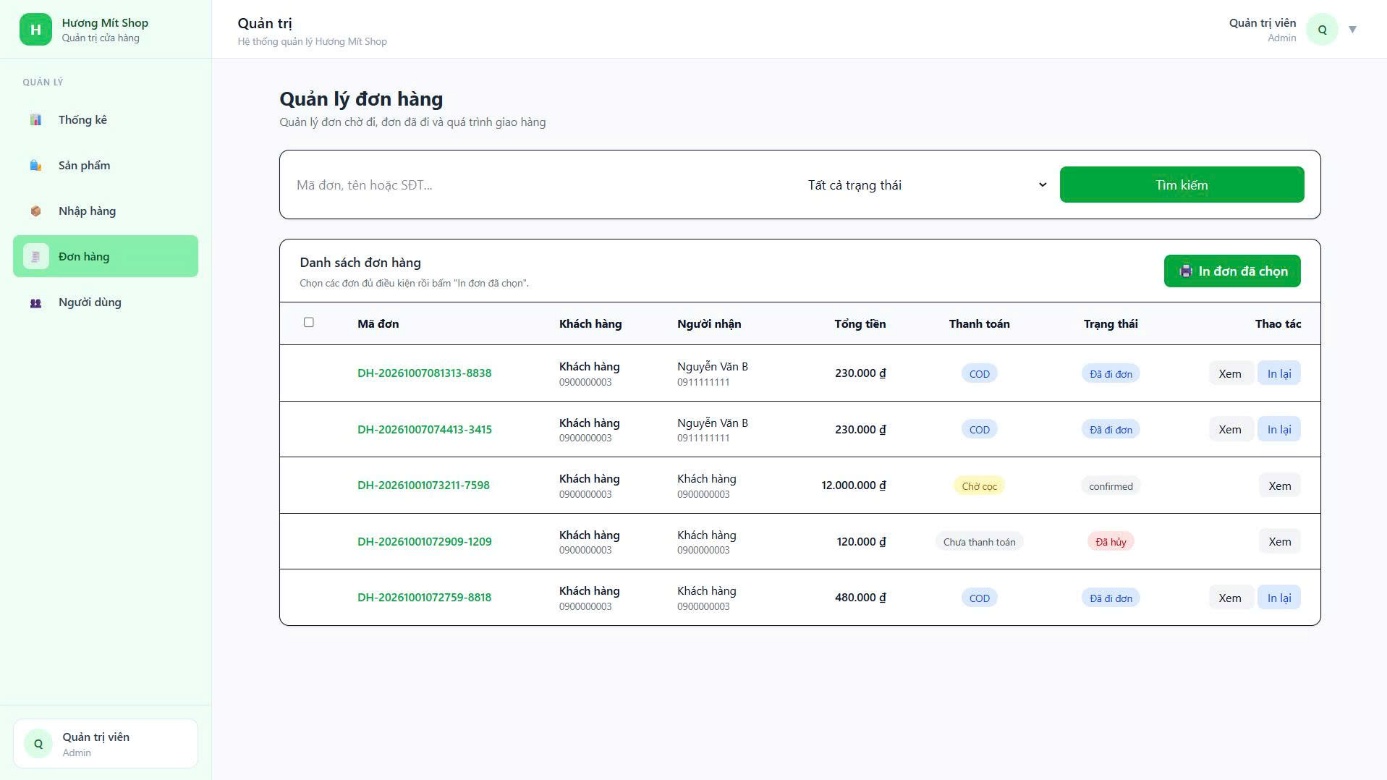 H
Hương Mít Shop
Quản trị cửa hàng
QUẢN LÝ
Thống kê
Sản phẩm
Nhập hàng
Đơn hàng
Người dùng
Q
Quản trị viên
Admin
Quản trị
Hệ thống quản lý Hương Mít Shop
Quản trị viên
Admin
Q
Quản lý đơn hàng
Quản lý đơn chờ đi, đơn đã đi và quá trình giao hàng
Mã đơn, tên hoặc SĐT... Tất cả trạng thái Tìm kiếm
Danh sách đơn hàng
Chọn các đơn đủ điều kiện rồi bấm "In đơn đã chọn".
In đơn đã chọn
Mã đơn Khách hàng Người nhận Tổng tiền Thanh toán Trạng thái Thao tác
DH-20261007081313-8838 Khách hàng Nguyễn Văn B 230.000 ₫ COD Đã đi đơn Xem In lại
0900000003 0911111111
DH-20261007074413-3415 Khách hàng Nguyễn Văn B 230.000 ₫ COD Đã đi đơn Xem In lại
0900000003 0911111111
DH-20261001073211-7598 Khách hàng Khách hàng 12.000.000 ₫ Chờ cọc confirmed Xem
0900000003 0900000003
DH-20261001072909-1209 Khách hàng Khách hàng 120.000 ₫ Chưa thanh toán Đã hủy Xem
0900000003 0900000003
DH-20261001072759-8818 Khách hàng Khách hàng 480.000 ₫ COD Đã đi đơn Xem In lại
0900000003 0900000003